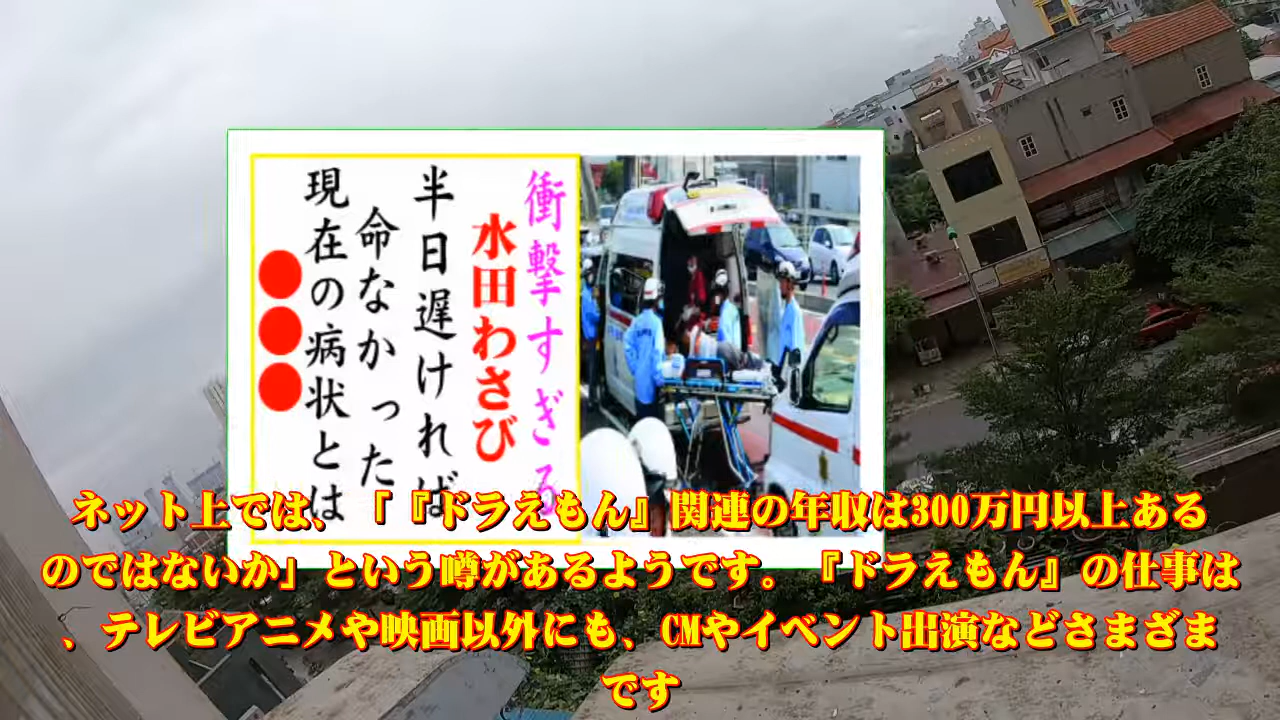 衝撃すぎる
水田わさび
半日遅ければ
命なかった
現在の病状とは
●●●
ネット上では、「『ドラえもん』関連の年収は300万円以上ある
のではないか」という噂があるようです。『ドラえもん』の仕事は
、テレビアニメや映画以外にも、CMやイベント出演などさまざま
です